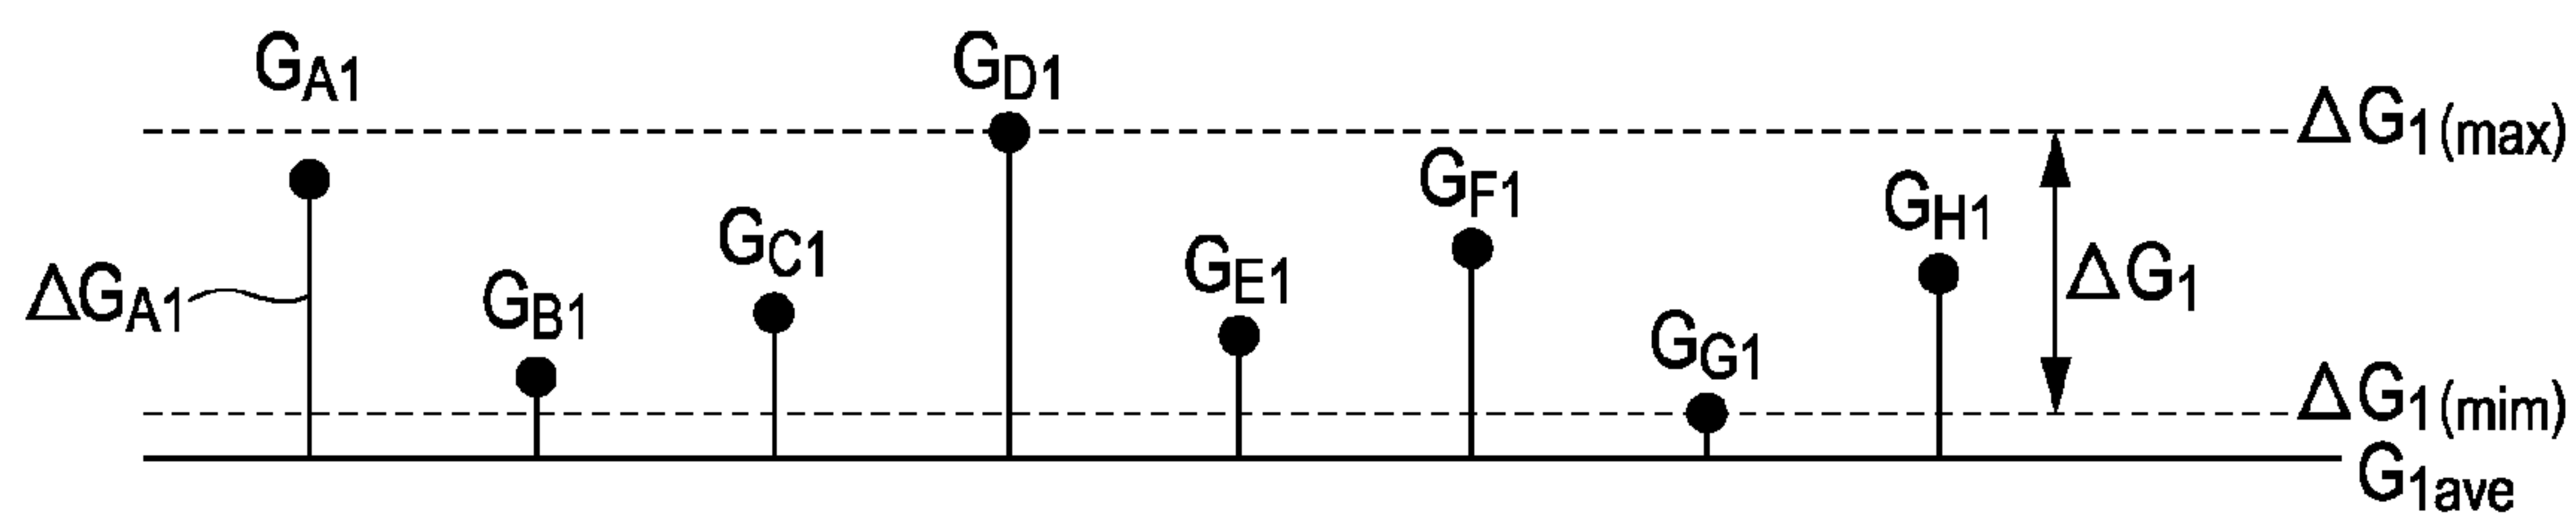 GA1
GD1
ΔG1(max)
GF1
GH1
GC1
GE1
ΔG1
ΔGA1
GB1
GG1
ΔG1(mim)
G1ave